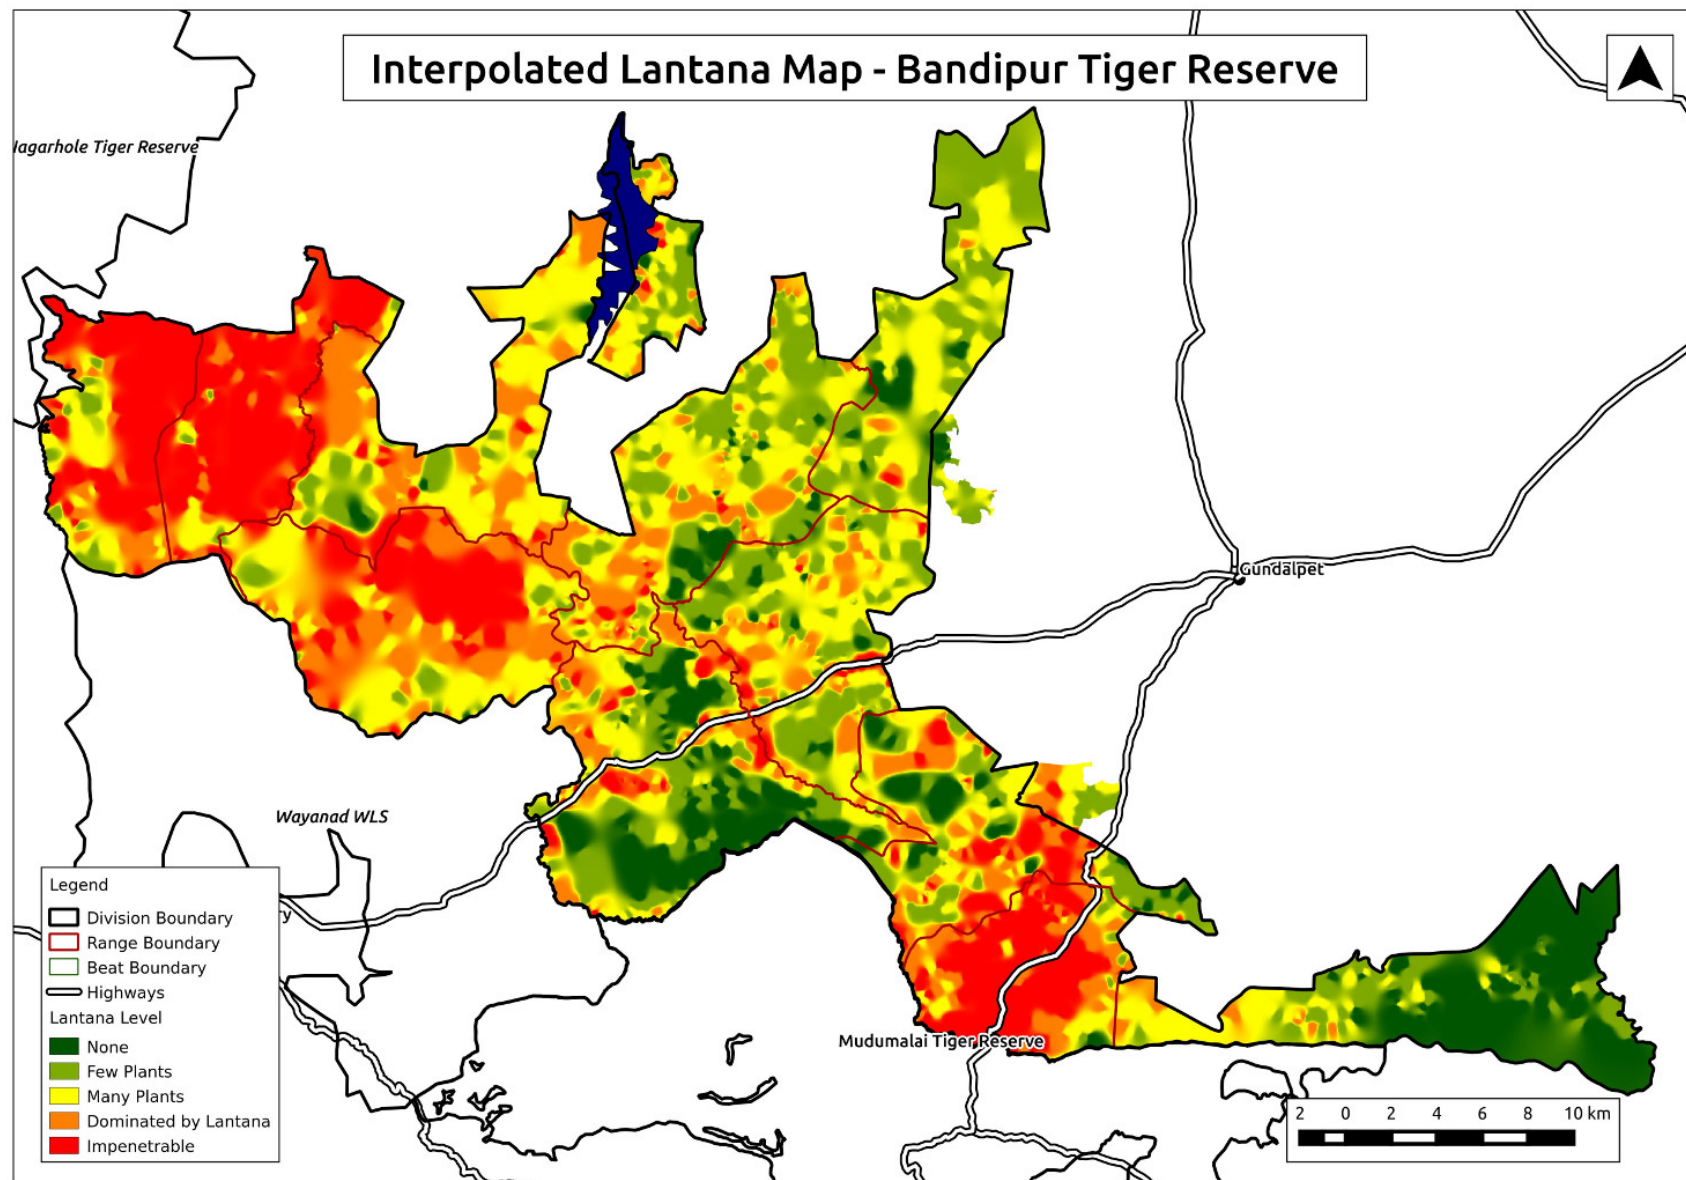 Interpolated Lantana Map - Bandipur Tiger Reserve
agarhole Tiger Reserve
Gundalpet
Wayanad WLS
ry
Mudumalai Tiger Reserve
Legend
Division Boundary
Range Boundary
Beat Boundary
Highways
Lantana Level
None
Few Plants
Many Plants
Dominated by Lantana
Impenetrable
2 0 2 4 6 8 10 km